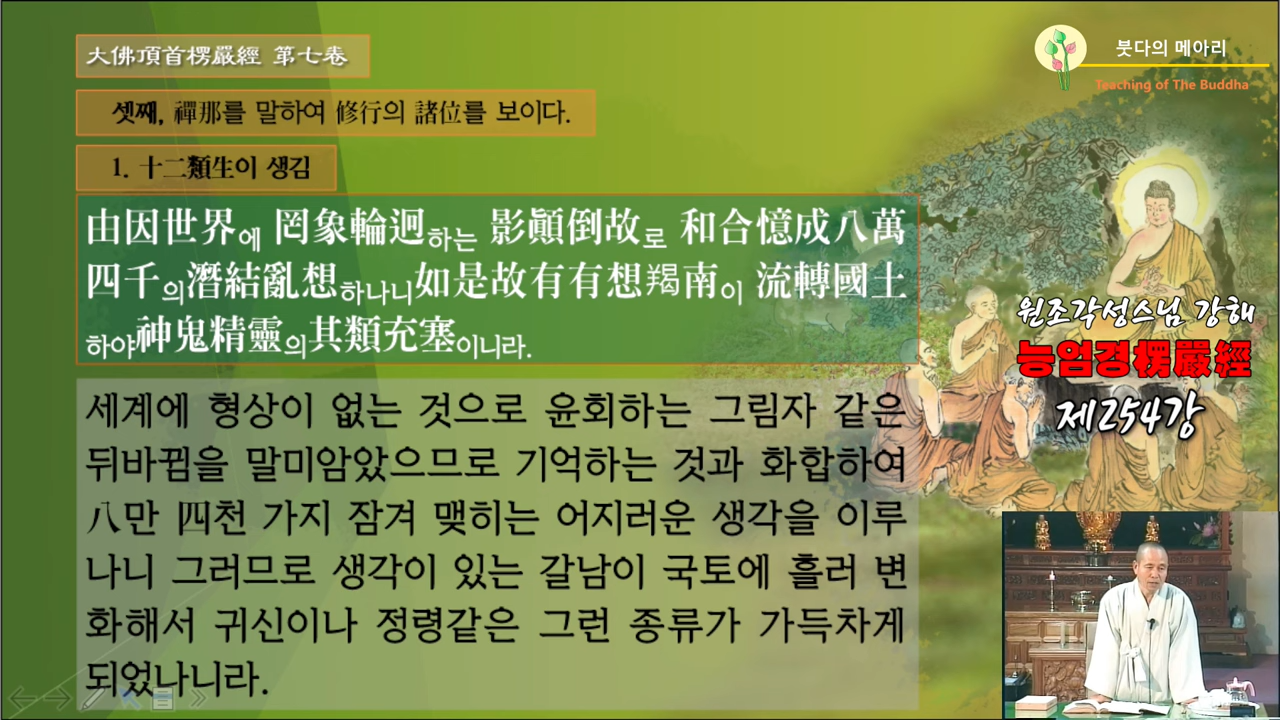 大佛頂首楞嚴經 第七卷
셋째, 禪那를 말하여 修行의 諸位를 보이다.
1. 十二類生이 생김
由因世界에 罔象輪迴하는 影顚倒故로 和合憶成八萬
四千의潛結亂想하나니如是故有有想羯南이 流轉國土
하야神鬼精靈의其類充塞이니라.
세계에 형상이 없는 것으로 윤회하는 그림자 같은
뒤바뀜을 말미암았으므로 기억하는 것과 화합하여
八만 四천 가지 잠겨 맺히는 어지러운 생각을 이루
나니 그러므로 생각이 있는 갈남이 국토에 흘러 변
화해서 귀신이나 정령같은 그런 종류가 가득차게
되었나니라.
붓다의 메아리
Teaching of The Buddha
원조각성스님 강해
능엄경楞嚴經
제254강